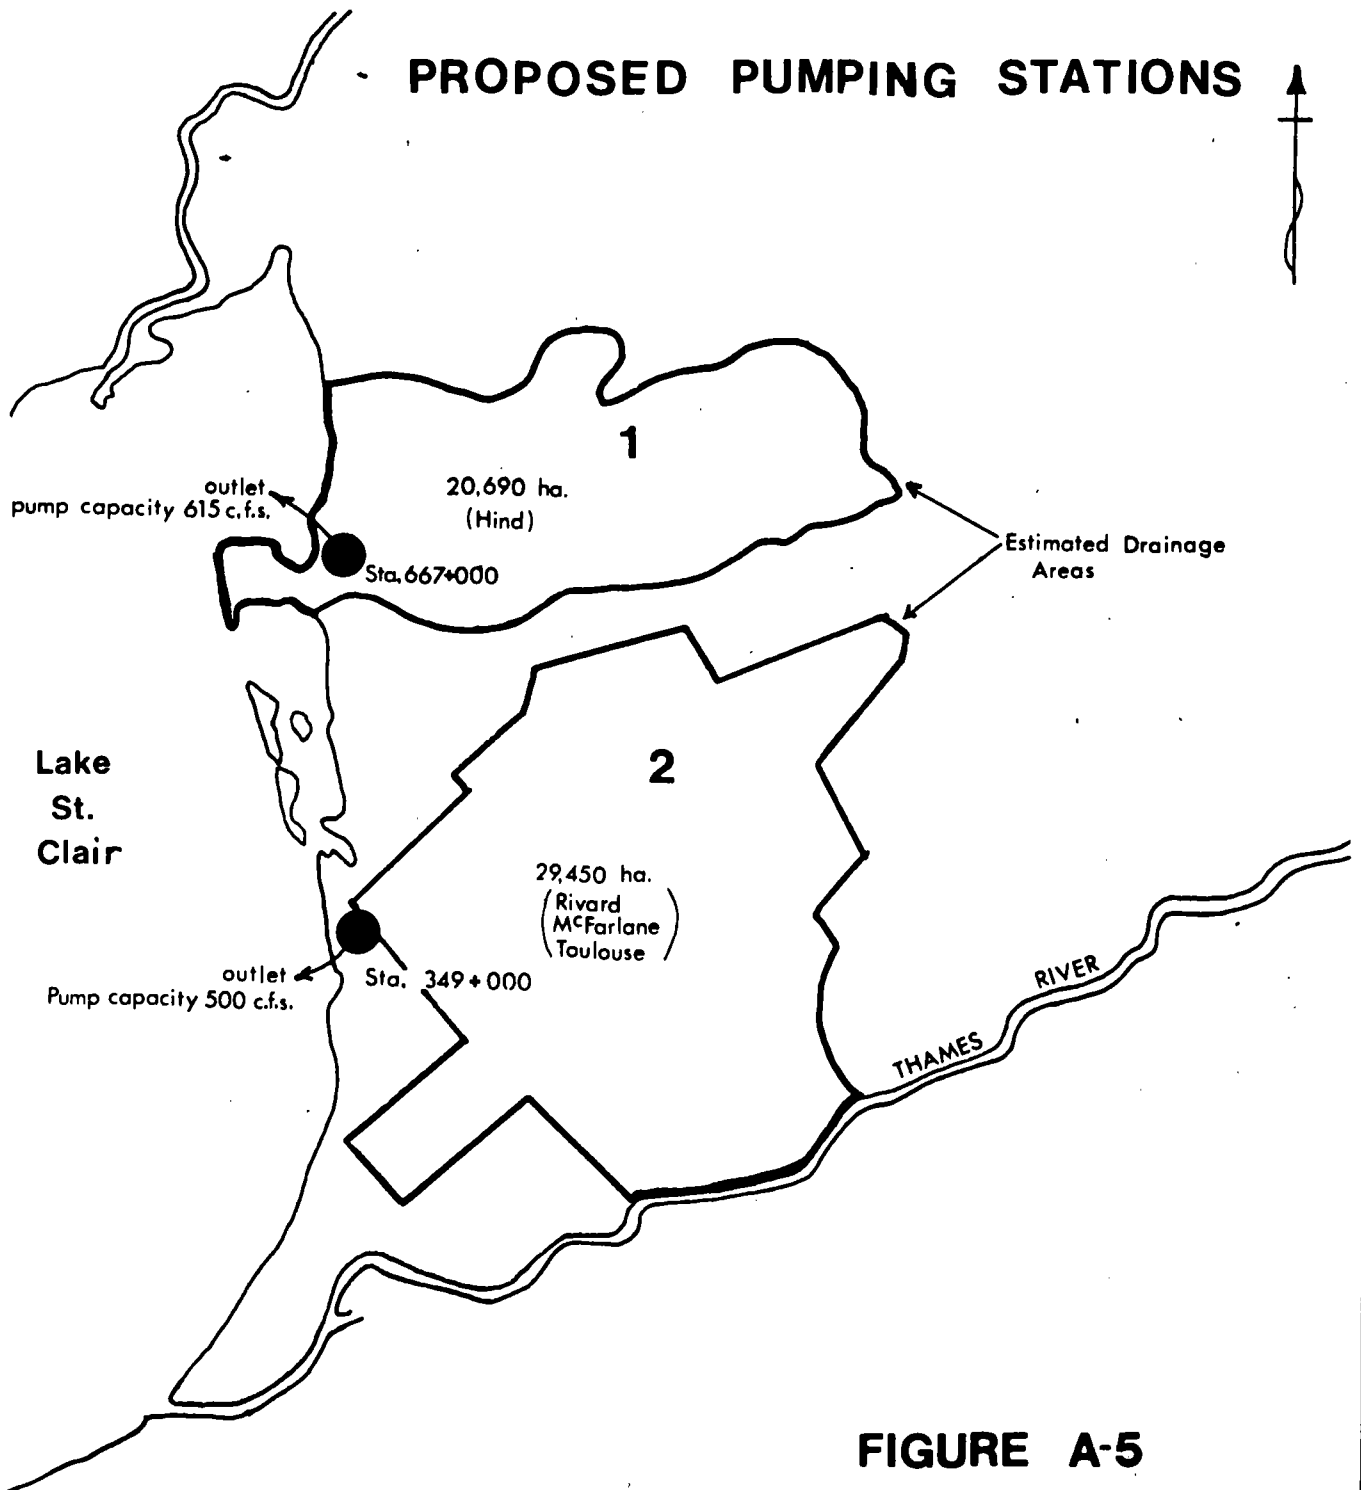 PROPOSED PUMPING STATIONS
1
outlet
pump capacity 615 c.f.s.
20,690 ha.
(Hind)
Sta. 667+000
Estimated Drainage
Areas
2
Lake
St.
Clair
29,450 ha.
(Rivard
McFarlane
Toulouse)
outlet
Pump capacity 500 c.f.s.
Sta. 349+000
THAMES RIVER
FIGURE A-5